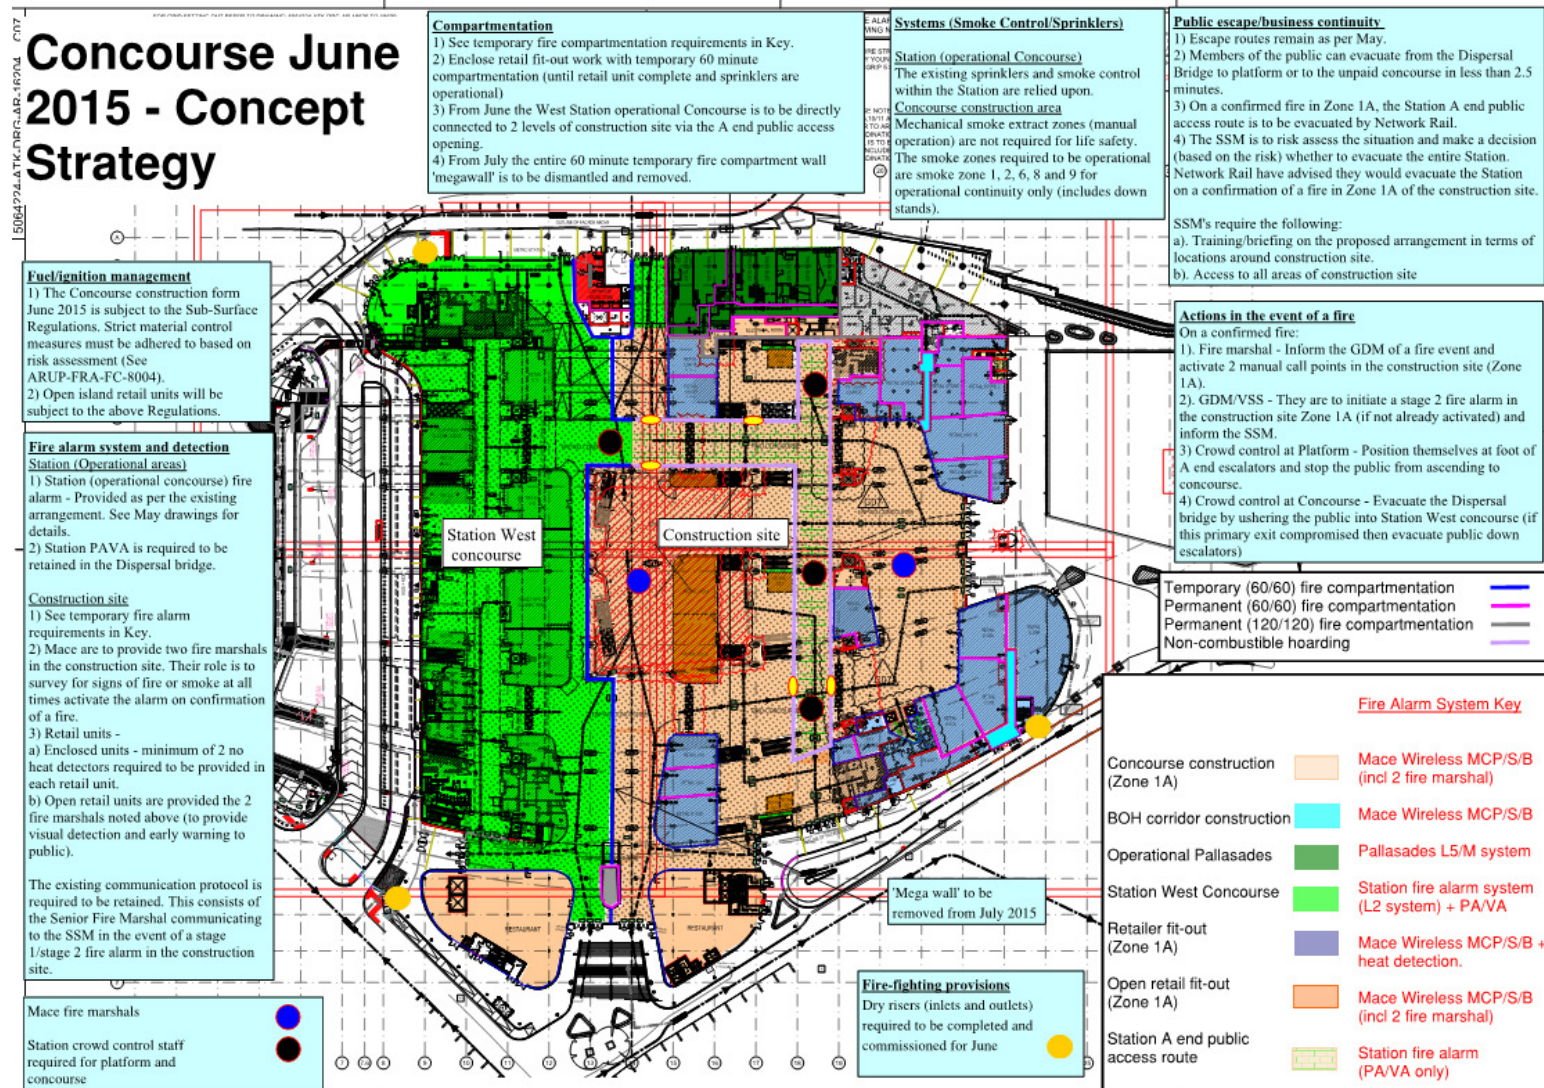 Concourse June
2015 - Concept
Strategy
Compartmentation
1) See temporary fire compartmentation requirements in Key.
2) Enclose retail fit-out work with temporary 60 minute
compartmentation (until retail unit complete and sprinklers are
operational)
3) From June the West Station operational Concourse is to be directly
connected to 2 levels of construction site via the A end public access
opening.
4) From July the entire 60 minute temporary fire compartment wall
'megawall' is to be dismantled and removed.
Systems (Smoke Control/Sprinklers)
Station (operational Concourse)
The existing sprinklers and smoke control
within the Station are relied upon.
Concourse construction area
Mechanical smoke extract zones (manual
operation) are not required for life safety.
The smoke zones required to be operational
are smoke zone 1, 2, 6, 8 and 9 for
operational continuity only (includes down
stands).
Public escape/business continuity
1) Escape routes remain as per May.
2) Members of the public can evacuate from the Dispersal
Bridge to platform or to the unpaid concourse in less than 2.5
minutes.
3) On a confirmed fire in Zone 1A, the Station A end public
access route is to be evacuated by Network Rail.
4) The SSM is to risk assess the situation and make a decision
(based on the risk) whether to evacuate the entire Station.
Network Rail have advised they would evacuate the Station
on a confirmation of a fire in Zone 1A of the construction site.
SSM's require the following:
a). Training/briefing on the proposed arrangement in terms of
locations around construction site.
b). Access to all areas of construction site
Fuel/ignition management
1) The Concourse construction form
June 2015 is subject to the Sub-Surface
Regulations. Strict material control
measures must be adhered to based on
risk assessment (See
ARUP-FRA-FC-8004).
2) Open island retail units will be
subject to the above Regulations.
Actions in the event of a fire
On a confirmed fire:
1). Fire marshal - Inform the GDM of a fire event and
activate 2 manual call points in the construction site (Zone
1A).
2). GDM/VSS - They are to initiate a stage 2 fire alarm in
the construction site Zone 1A (if not already activated) and
inform the SSM.
3) Crowd control at Platform - Position themselves at foot of
A end escalators and stop the public from ascending to
concourse.
4) Crowd control at Concourse - Evacuate the Dispersal
bridge by ushering the public into Station West concourse (if
this primary exit compromised then evacuate public down
escalators)
Fire alarm system and detection
Station (Operational areas)
1) Station (operational concourse) fire
alarm - Provided as per the existing
arrangement. See May drawings for
details.
2) Station PAVA is required to be
retained in the Dispersal bridge.
Construction site
1) See temporary fire alarm
requirements in Key.
2) Mace are to provide two fire marshals
in the construction site. Their role is to
survey for signs of fire or smoke at all
times activate the alarm on confirmation
of a fire.
3) Retail units -
a) Enclosed units - minimum of 2 no
heat detectors required to be provided in
each retail unit.
b) Open retail units are provided the 2
fire marshals noted above (to provide
visual detection and early warning to
public).
The existing communication protocol is
required to be retained. This consists of
the Senior Fire Marshal communicating
to the SSM in the event of a stage
1/stage 2 fire alarm in the construction
site.
Station West
concourse
Construction site
RESTAURANT
RESTAURANT
Temporary (60/60) fire compartmentation
Permanent (60/60) fire compartmentation
Permanent (120/120) fire compartmentation
Non-combustible hoarding
Fire Alarm System Key
Concourse construction
(Zone 1A)
Mace Wireless MCP/S/B
(incl 2 fire marshal)
BOH corridor construction
Mace Wireless MCP/S/B
Operational Pallasades
Pallasades L5/M system
Station West Concourse
Station fire alarm system
(L2 system) + PA/VA
Retailer fit-out
(Zone 1A)
Mace Wireless MCP/S/B +
heat detection.
Open retail fit-out
(Zone 1A)
Mace Wireless MCP/S/B
(incl 2 fire marshal)
Station A end public
access route
Station fire alarm
(PA/VA only)
'Mega wall' to be
removed from July 2015
Fire-fighting provisions
Dry risers (inlets and outlets)
required to be completed and
commissioned for June
Mace fire marshals
Station crowd control staff
required for platform and
concourse